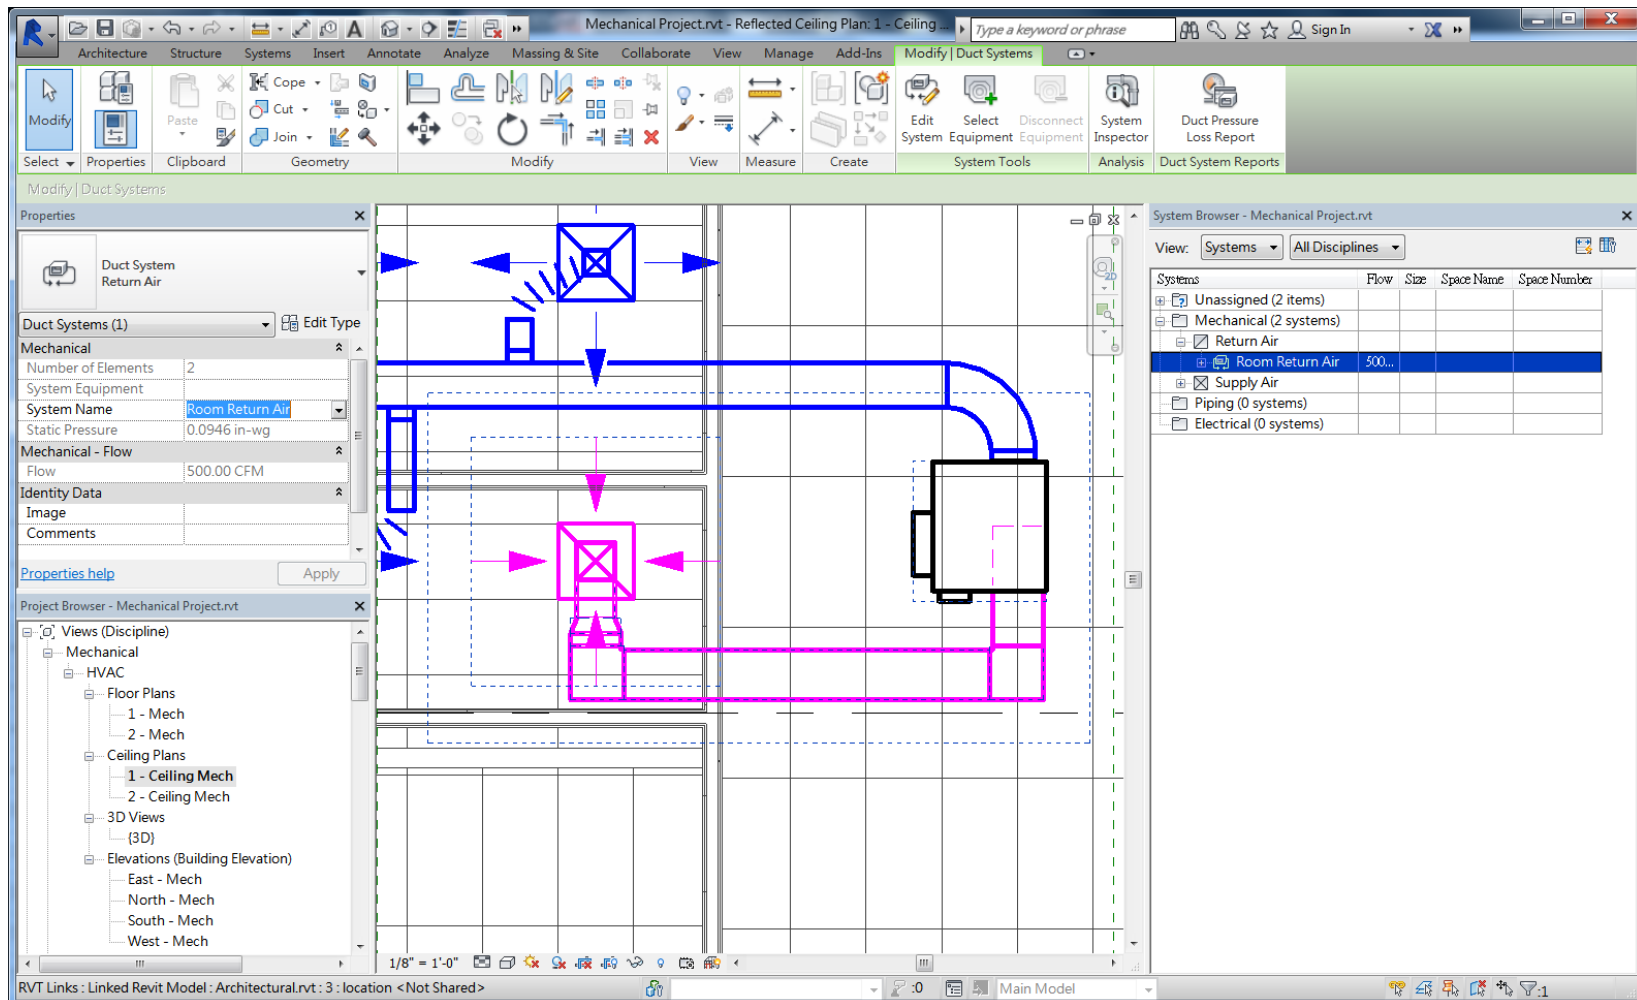 Mechanical Project.rvt - Reflected Ceiling Plan: 1 - Ceiling ...
Type a keyword or phrase
Sign In
Architecture Structure Systems Insert Annotate Analyze Massing & Site Collaborate View Manage Add-Ins Modify | Duct Systems
Modify
Paste
Cope
Cut
Join
Edit System
Select Equipment
Disconnect Equipment
System Inspector
Duct Pressure Loss Report
Select Properties Clipboard Geometry Modify View Measure Create System Tools Analysis Duct System Reports
Modify | Duct Systems
Properties
Duct System
Return Air
Duct Systems (1) Edit Type
Mechanical
Number of Elements 2
System Equipment
System Name Room Return Air
Static Pressure 0.0946 in-wg
Mechanical - Flow
Flow 500.00 CFM
Identity Data
Image
Comments
Properties help Apply
Project Browser - Mechanical Project.rvt
Views (Discipline)
Mechanical
HVAC
Floor Plans
1 - Mech
2 - Mech
Ceiling Plans
1 - Ceiling Mech
2 - Ceiling Mech
3D Views
{3D}
Elevations (Building Elevation)
East - Mech
North - Mech
South - Mech
West - Mech
2D
1/8" = 1'-0"
System Browser - Mechanical Project.rvt
View: Systems All Disciplines
Systems Flow Size Space Name Space Number
Unassigned (2 items)
Mechanical (2 systems)
Return Air
Room Return Air 500...
Supply Air
Piping (0 systems)
Electrical (0 systems)
RVT Links : Linked Revit Model : Architectural.rvt : 3 : location <Not Shared>
:0
Main Model
:1